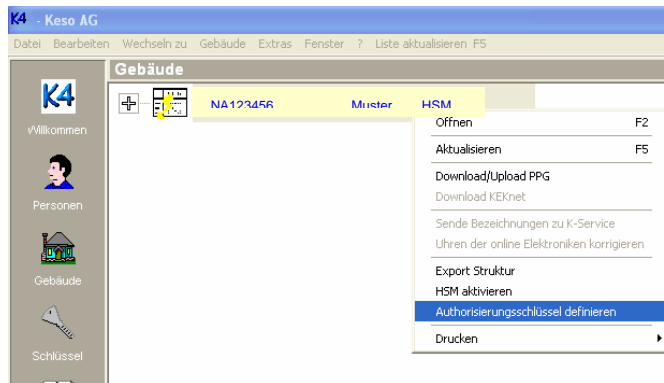 K4 - Keso AG
Datei Bearbeiten Wechseln zu Gebäude Extras Fenster ? Liste aktualisieren F5
Gebäude
K4
Willkommen
Personen
Gebäude
Schlüssel
NA123456 Muster HSM
Öffnen F2
Aktualisieren F5
Download/Upload PPG
Download KEKnet
Sende Bezeichnungen zu K-Service
Uhren der online Elektroniken korrigieren
Export Struktur
HSM aktivieren
Authorisierungsschlüssel definieren
Drucken